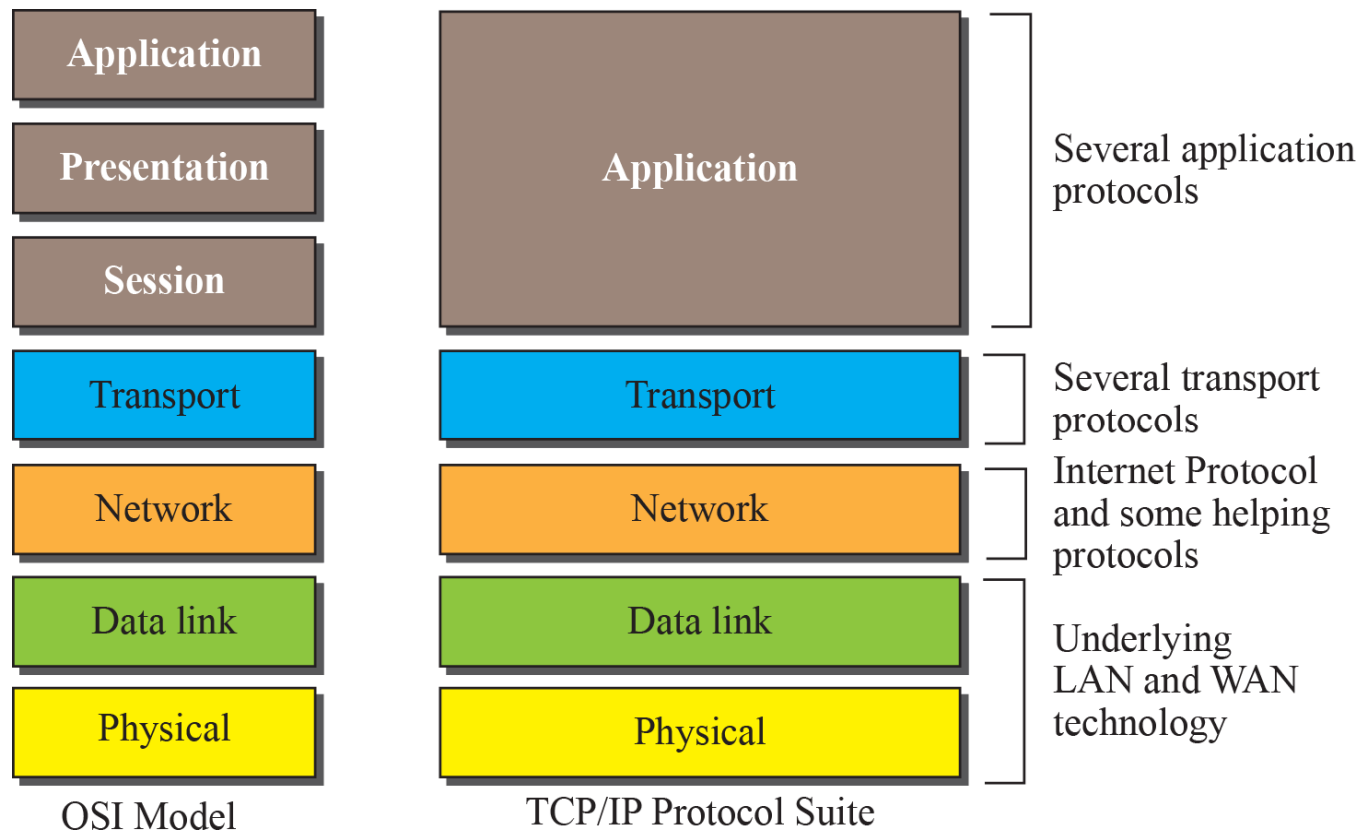 Application
Presentation
Session
Transport
Network
Data link
Physical
OSI Model
Application
Transport
Network
Data link
Physical
TCP/IP Protocol Suite
Several application
protocols
Several transport
protocols
Internet Protocol
and some helping
protocols
Underlying
LAN and WAN
technology